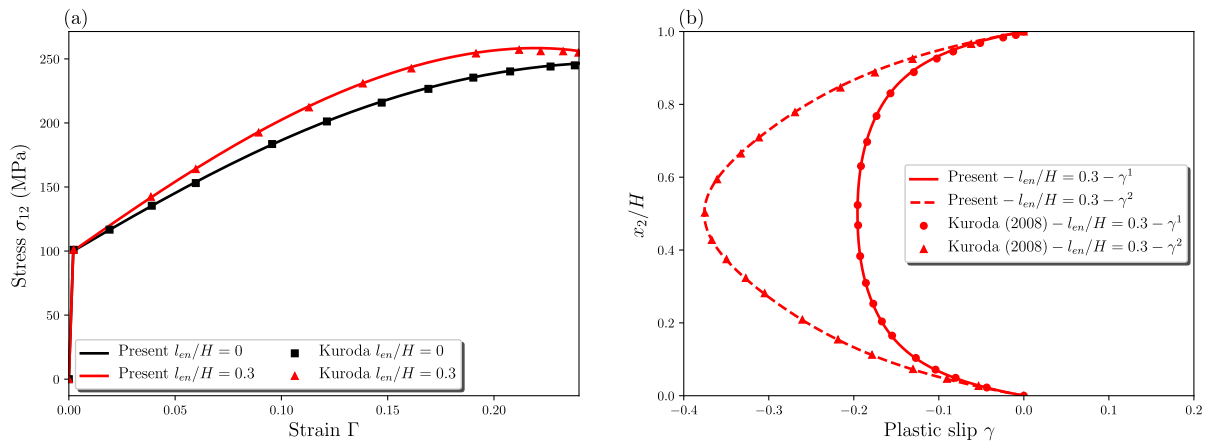 (a)
250
200
150
100
50
0
Stress σ₁₂ (MPa)
Present l_en/H = 0
Present l_en/H = 0.3
Kuroda l_en/H = 0
Kuroda l_en/H = 0.3
0.00 0.05 0.10 0.15 0.20
Strain Γ
(b)
1.0
0.8
0.6
0.4
0.2
0.0
x₂/H
Present − l_en/H = 0.3 − γ¹
Present − l_en/H = 0.3 − γ²
Kuroda (2008) − l_en/H = 0.3 − γ¹
Kuroda (2008) − l_en/H = 0.3 − γ²
−0.4 −0.3 −0.2 −0.1 0.0 0.1 0.2
Plastic slip γ